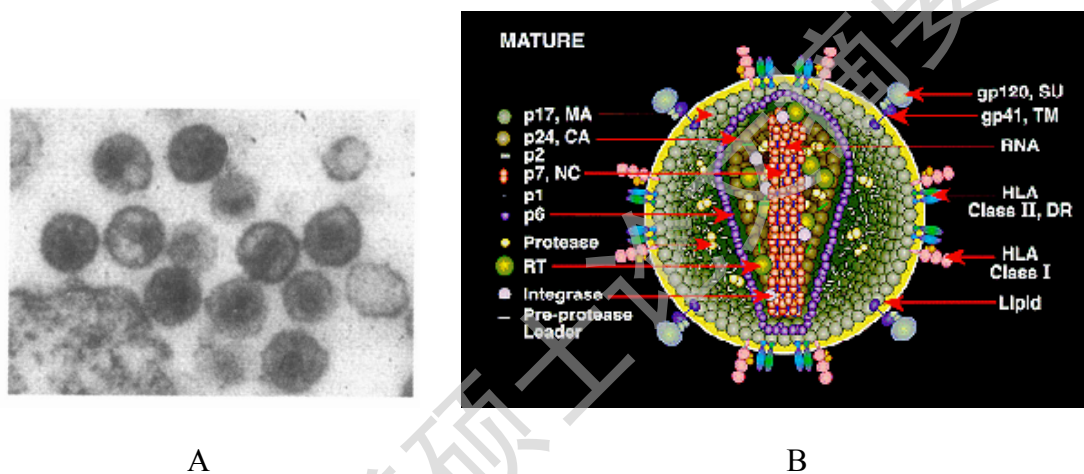 MATURE
p17, MA
p24, CA
p2
p7, NC
p1
p6
Protease
RT
Integrase
Pre-protease
Leader
gp120, SU
gp41, TM
RNA
HLA
Class II, DR
HLA
Class I
Lipid
A
B